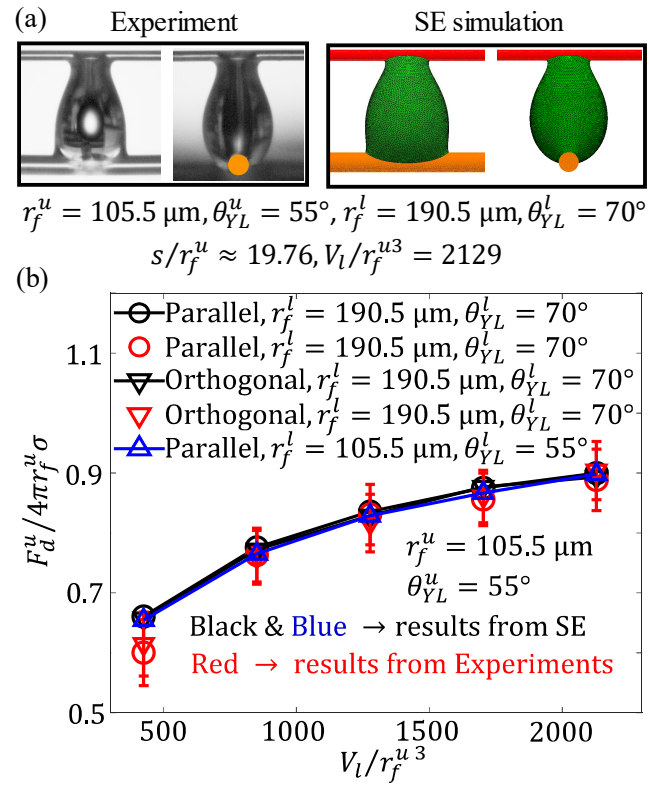 (a) Experiment SE simulation
r_f^u = 105.5 μm, θ_YL^u = 55°, r_f^l = 190.5 μm, θ_YL^l = 70°
s/r_f^u ≈ 19.76, V_l/r_f^u3 = 2129
(b)
Parallel, r_f^l = 190.5 μm, θ_YL^l = 70°
Parallel, r_f^l = 190.5 μm, θ_YL^l = 70°
Orthogonal, r_f^l = 190.5 μm, θ_YL^l = 70°
Orthogonal, r_f^l = 190.5 μm, θ_YL^l = 70°
Parallel, r_f^l = 105.5 μm, θ_YL^l = 55°
r_f^u = 105.5 μm
θ_YL^u = 55°
Black & Blue → results from SE
Red → results from Experiments
F_d^u/4πr_f^uσ
1.1
0.9
0.7
0.5
500 1000 1500 2000
V_l/r_f^u 3